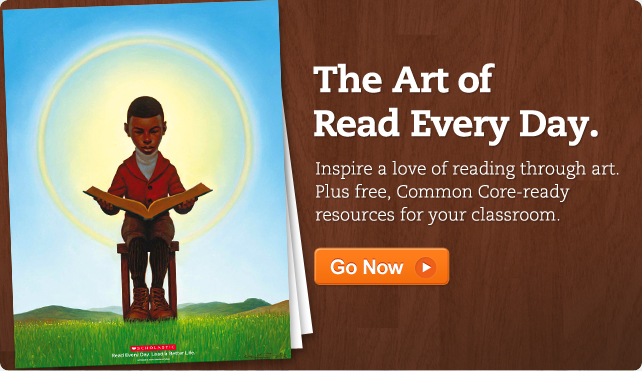 The Art of
Read Every Day.
Inspire a love of reading through art.
Plus free, Common Core-ready
resources for your classroom.
Go Now
SCHOLASTIC
Read Every Day. Lead a Better Life.